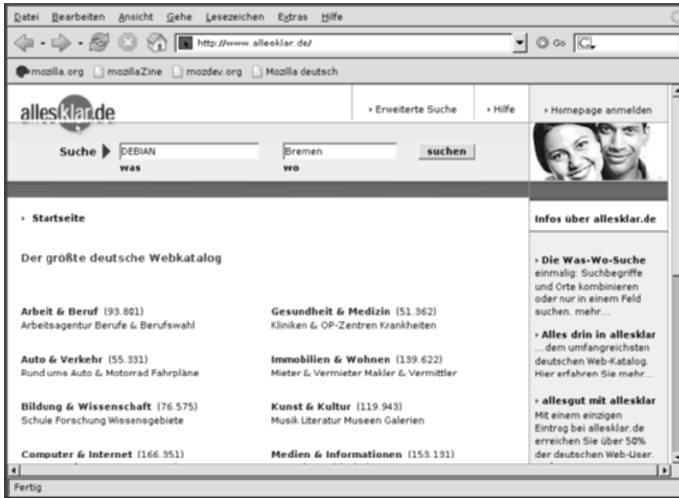 Datei Bearbeiten Ansicht Gehe Lesezeichen Extras Hilfe
http://www.allesklar.de/ Go G
mozilla.org mozillaZine mozdev.org Mozilla deutsch
allesklar.de
Erweiterte Suche Hilfe Homepage anmelden
Suche DEBIAN Bremen suchen
was wo
Startseite
Der größte deutsche Webkatalog
Arbeit & Beruf (93.801)
Arbeitsagentur Berufe & Berufswahl
Gesundheit & Medizin (51.362)
Kliniken & OP-Zentren Krankheiten
Auto & Verkehr (55.331)
Rund ums Auto & Motorrad Fahrpläne
Immobilien & Wohnen (139.622)
Mieter & Vermieter Makler & Vermittler
Bildung & Wissenschaft (76.575)
Schule Forschung Wissensgebiete
Kunst & Kultur (119.943)
Musik Literatur Museen Galerien
Computer & Internet (166.351)
Medien & Informationen (153.131)
Infos über allesklar.de
Die Was-Wo-Suche
einmalig: Suchbegriffe
und Orte kombinieren
oder nur in einem Feld
suchen. mehr...
Alles drin in allesklar
...dem umfangreichsten
deutschen Web-Katalog.
Hier erfahren Sie mehr...
allesgut mit allesklar
Mit einem einzigen
Eintrag bei allesklar.de
erreichen Sie über 50%
der deutschen Web-User.
Fertig